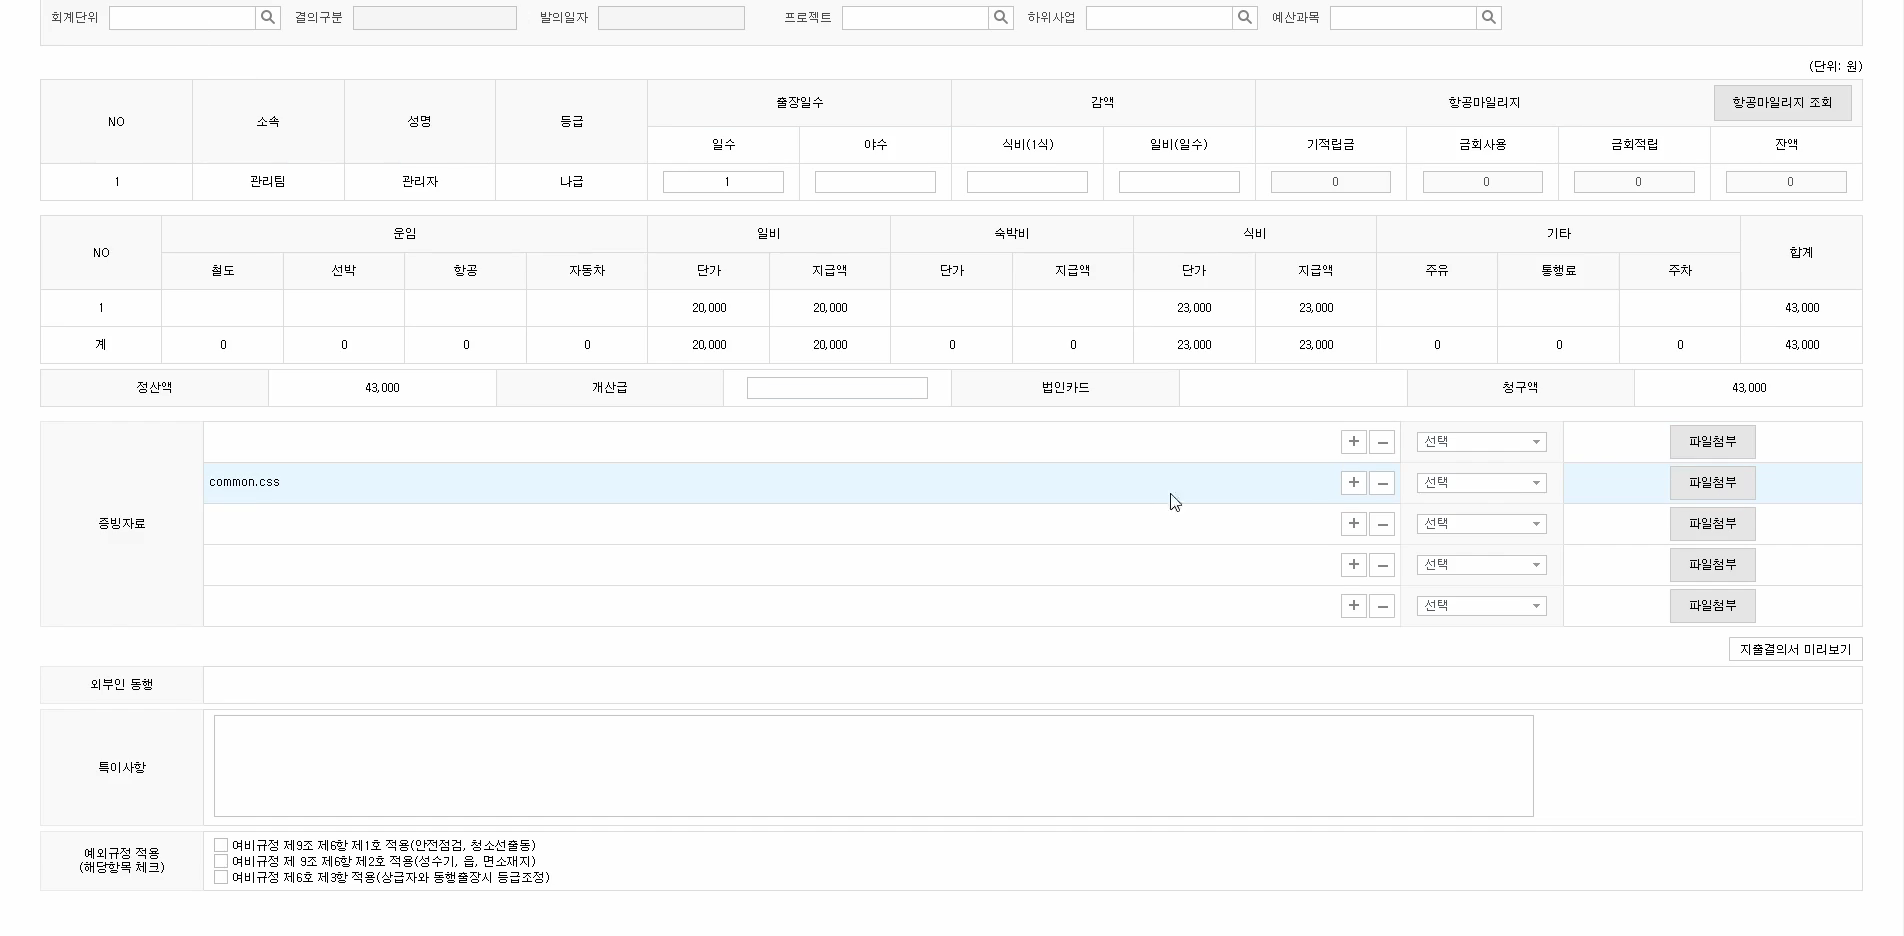 회계단위 결의구분 발의일자 프로젝트 하위사업 예산과목
(단위: 원)
NO 소속 성명 등급 출장일수 감액 항공마일리지 항공마일리지 조회
일수 야수 식비(1식) 일비(일수) 기적립금 금회사용 금회적립 잔액
1 관리팀 관리자 나급 1 0 0 0 0
NO 운임 일비 숙박비 식비 기타 합계
철도 선박 항공 자동차 단가 지급액 단가 지급액 단가 지급액 주유 통행료 주차
1 20,000 20,000 23,000 23,000 43,000
계 0 0 0 0 20,000 20,000 0 0 23,000 23,000 0 0 0 43,000
정산액 43,000 개산급 법인카드 청구액 43,000
증빙자료
+ − 선택 파일첨부
common.css + − 선택 파일첨부
+ − 선택 파일첨부
+ − 선택 파일첨부
+ − 선택 파일첨부
지출결의서 미리보기
외부인 동행
특이사항
예외규정 적용
(해당항목 체크)
여비규정 제9조 제6항 제1호 적용(안전점검, 청소선출동)
여비규정 제 9조 제6항 제2호 적용(성수기, 읍, 면소재지)
여비규정 제6호 제3항 적용(상급자와 동행출장시 등급조정)